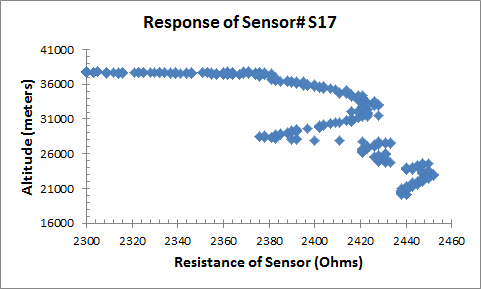 Response of Sensor# S17
Altitude (meters)
41000
36000
31000
26000
21000
16000
2300 2320 2340 2360 2380 2400 2420 2440 2460
Resistance of Sensor (Ohms)